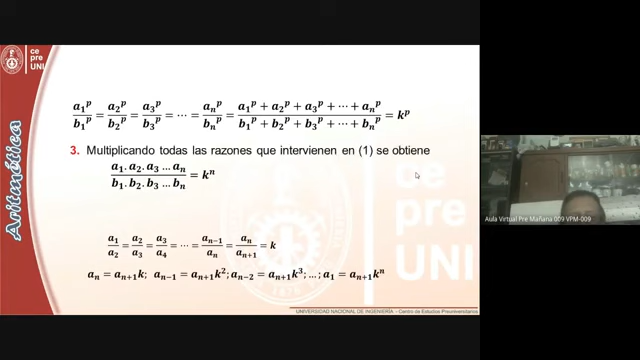 ce
pre
UNI
Aritmética
a₁ᵖ/b₁ᵖ = a₂ᵖ/b₂ᵖ = a₃ᵖ/b₃ᵖ = ⋯ = aₙᵖ/bₙᵖ = (a₁ᵖ + a₂ᵖ + a₃ᵖ + ⋯ + aₙᵖ)/(b₁ᵖ + b₂ᵖ + b₃ᵖ + ⋯ + bₙᵖ) = kᵖ
3. Multiplicando todas las razones que intervienen en (1) se obtiene
(a₁.a₂.a₃ … aₙ)/(b₁.b₂.b₃ … bₙ) = kⁿ
ce
pre
UNI
a₁/a₂ = a₂/a₃ = a₃/a₄ = ⋯ = aₙ₋₁/aₙ = aₙ/aₙ₊₁ = k
aₙ = aₙ₊₁k; aₙ₋₁ = aₙ₊₁k²; aₙ₋₂ = aₙ₊₁k³; …; a₁ = aₙ₊₁kⁿ
UNIVERSIDAD NACIONAL DE INGENIERÍA - Centro de Estudios Preuniversitarios
Aula Virtual Pre Mañana 009 VPM-009